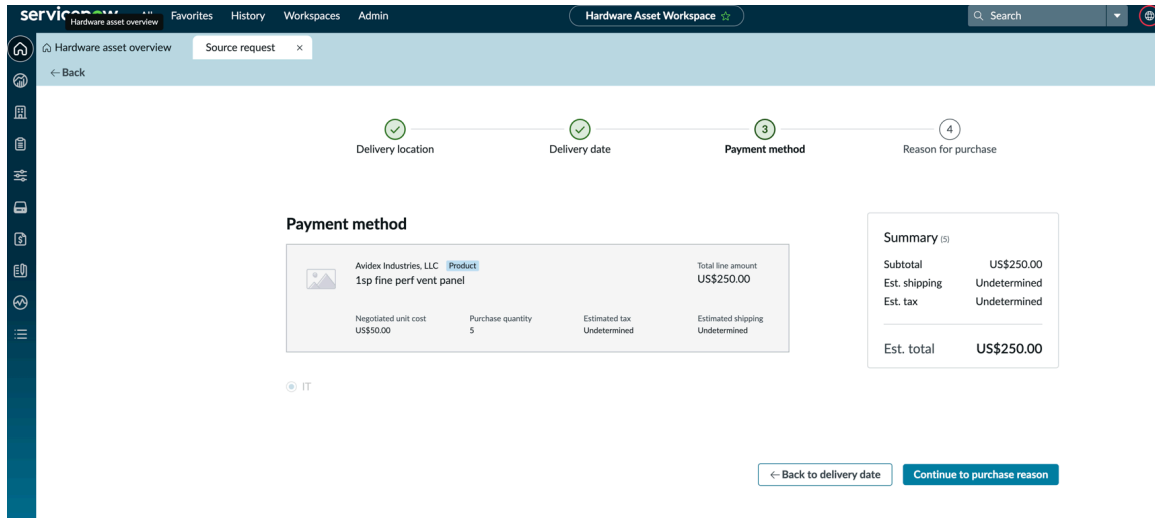 servicenow All Favorites History Workspaces Admin Hardware Asset Workspace ☆ Search
Hardware asset overview
Hardware asset overview Source request ×
← Back
3 4
Delivery location Delivery date Payment method Reason for purchase
Payment method
Avidex Industries, LLC Product Total line amount
1sp fine perf vent panel US$250.00
Negotiated unit cost Purchase quantity Estimated tax Estimated shipping
US$50.00 5 Undetermined Undetermined
IT
Summary (5)
Subtotal US$250.00
Est. shipping Undetermined
Est. tax Undetermined
Est. total US$250.00
← Back to delivery date Continue to purchase reason